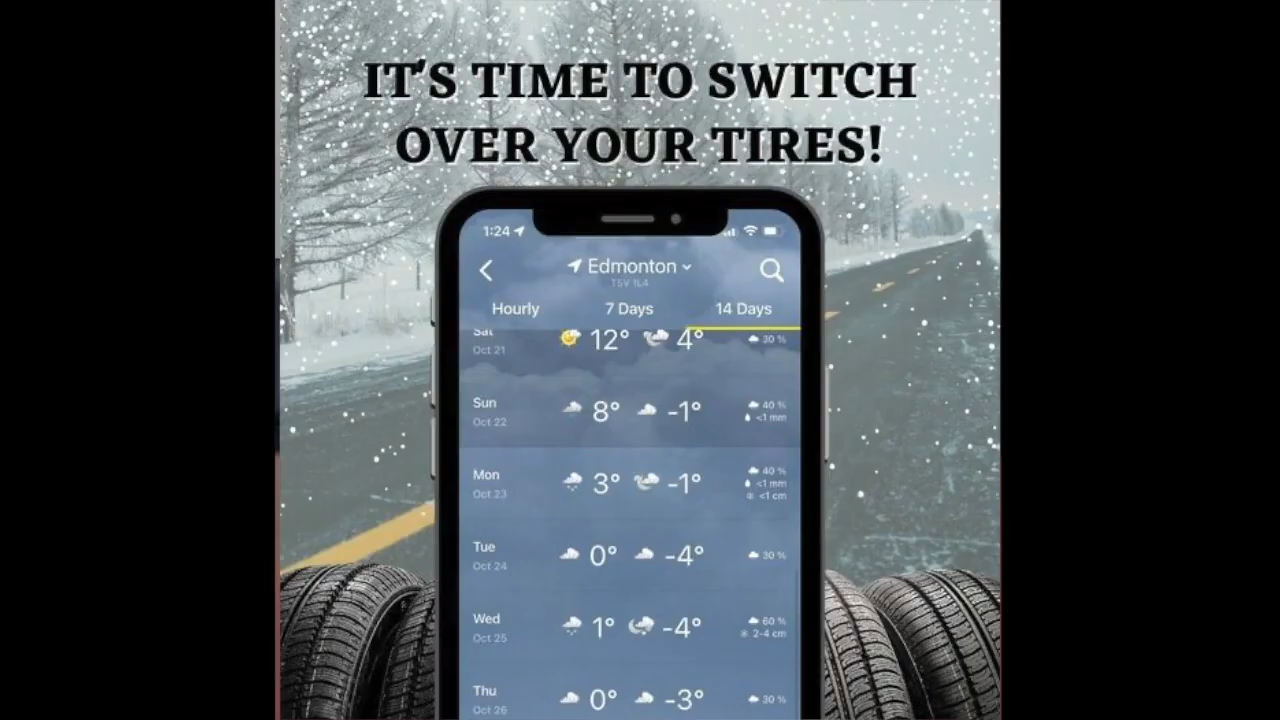 IT'S TIME TO SWITCH
OVER YOUR TIRES!
1:24
Edmonton
T5V 1L4
Hourly 7 Days 14 Days
Sat 12° 4° 30 %
Oct 21
Sun 8° -1° 40 %
Oct 22 <1 mm
Mon 3° -1° 40 %
<1 mm
Oct 23 <1 cm
Tue 0° -4° 30 %
Oct 24
Wed 1° -4° 60 %
Oct 25 2-4 cm
Thu 0° -3° 30 %
Oct 26